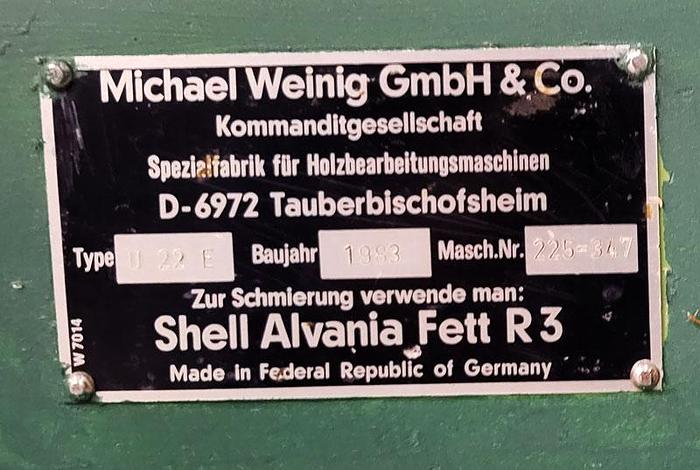 Michael Weinig GmbH & Co.
Kommanditgesellschaft
Spezialfabrik für Holzbearbeitungsmaschinen
D-6972 Tauberbischofsheim
Type U 22 E Baujahr 1983 Masch.Nr. 225-347
Zur Schmierung verwende man:
Shell Alvania Fett R3
Made in Federal Republic of Germany
W7014